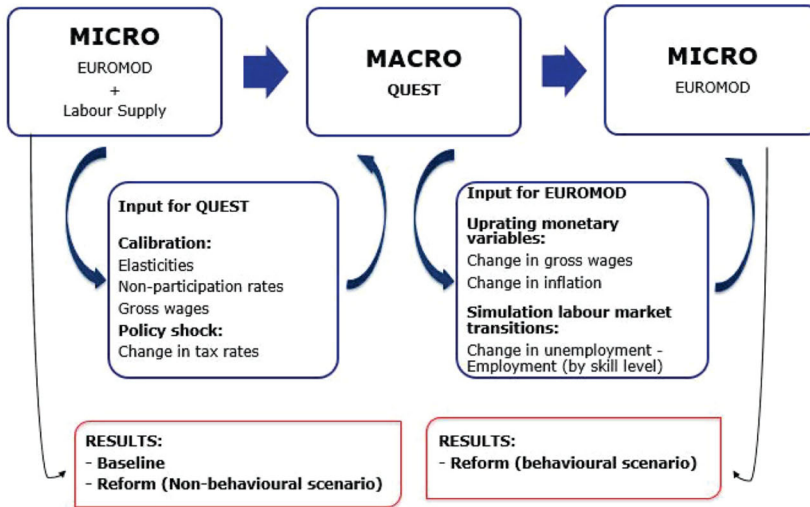 MICRO
EUROMOD
+
Labour Supply
MACRO
QUEST
MICRO
EUROMOD
Input for QUEST
Calibration:
Elasticities
Non-participation rates
Gross wages
Policy shock:
Change in tax rates
Input for EUROMOD
Uprating monetary
variables:
Change in gross wages
Change in inflation
Simulation labour market
transitions:
Change in unemployment -
Employment (by skill level)
RESULTS:
- Baseline
- Reform (Non-behavioural scenario)
RESULTS:
- Reform (behavioural scenario)